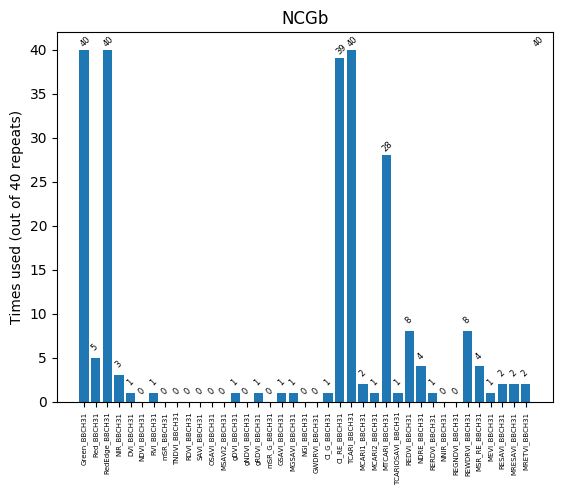 NCGb
Times used (out of 40 repeats)
40
35
30
25
20
15
10
5
0
40
5
40
3
1
0
1
0
0
0
0
0
0
1
0
1
0
1
1
0
0
1
39
40
2
1
28
1
8
4
1
0
0
8
4
1
2
2
2
40
Green_BBCH31
Red_BBCH31
RedEdge_BBCH31
NIR_BBCH31
DVI_BBCH31
NDVI_BBCH31
RVI_BBCH31
mSR_BBCH31
TNDVI_BBCH31
RDVI_BBCH31
SAVI_BBCH31
OSAVI_BBCH31
MSAVI2_BBCH31
gDVI_BBCH31
gNDVI_BBCH31
gRDVI_BBCH31
mSR_G_BBCH31
GSAVI_BBCH31
MGSAVI_BBCH31
NGI_BBCH31
GWDRVI_BBCH31
CI_G_BBCH31
CI_RE_BBCH31
TCARI_BBCH31
MCARI1_BBCH31
MCARI2_BBCH31
MTCARI_BBCH31
TCARIOSAVI_BBCH31
REDVI_BBCH31
NDRE_BBCH31
RERDVI_BBCH31
NNIR_BBCH31
REGNDVI_BBCH31
REWDRVI_BBCH31
MSR_RE_BBCH31
MEVI_BBCH31
RESAVI_BBCH31
MRESAVI_BBCH31
MRETVI_BBCH31